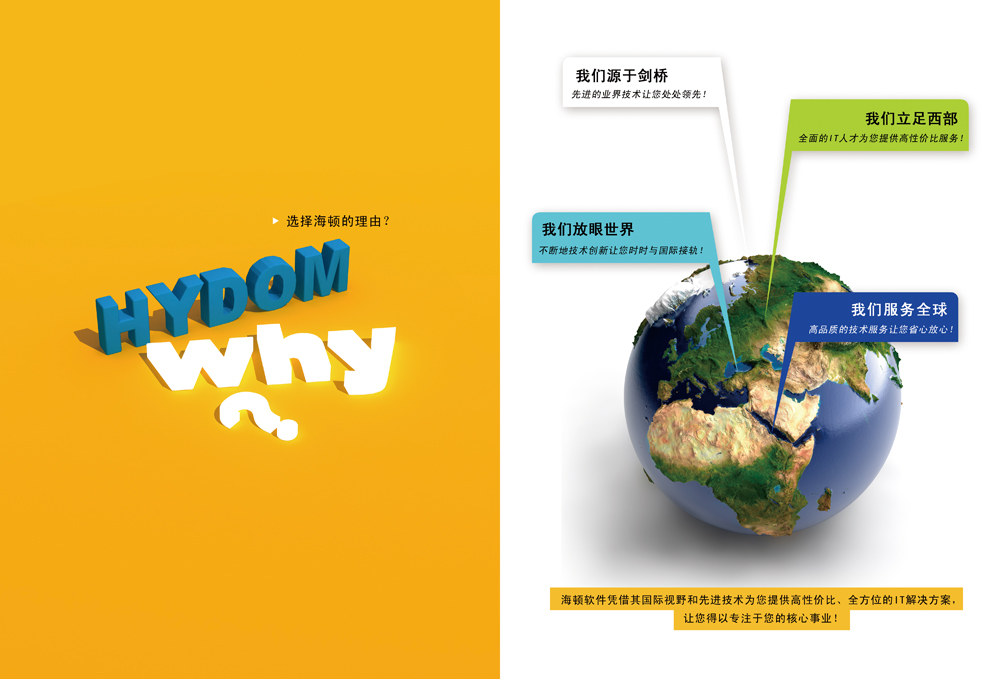 选择海顿的理由?
HYDOM
why
?
我们源于剑桥
先进的业界技术让您处处领先!
我们立足西部
全面的IT人才为您提供高性价比服务!
我们放眼世界
不断地技术创新让您时时与国际接轨!
我们服务全球
高品质的技术服务让您省心放心!
海顿软件凭借其国际视野和先进技术为您提供高性价比、全方位的IT解决方案,
让您得以专注于您的核心事业!